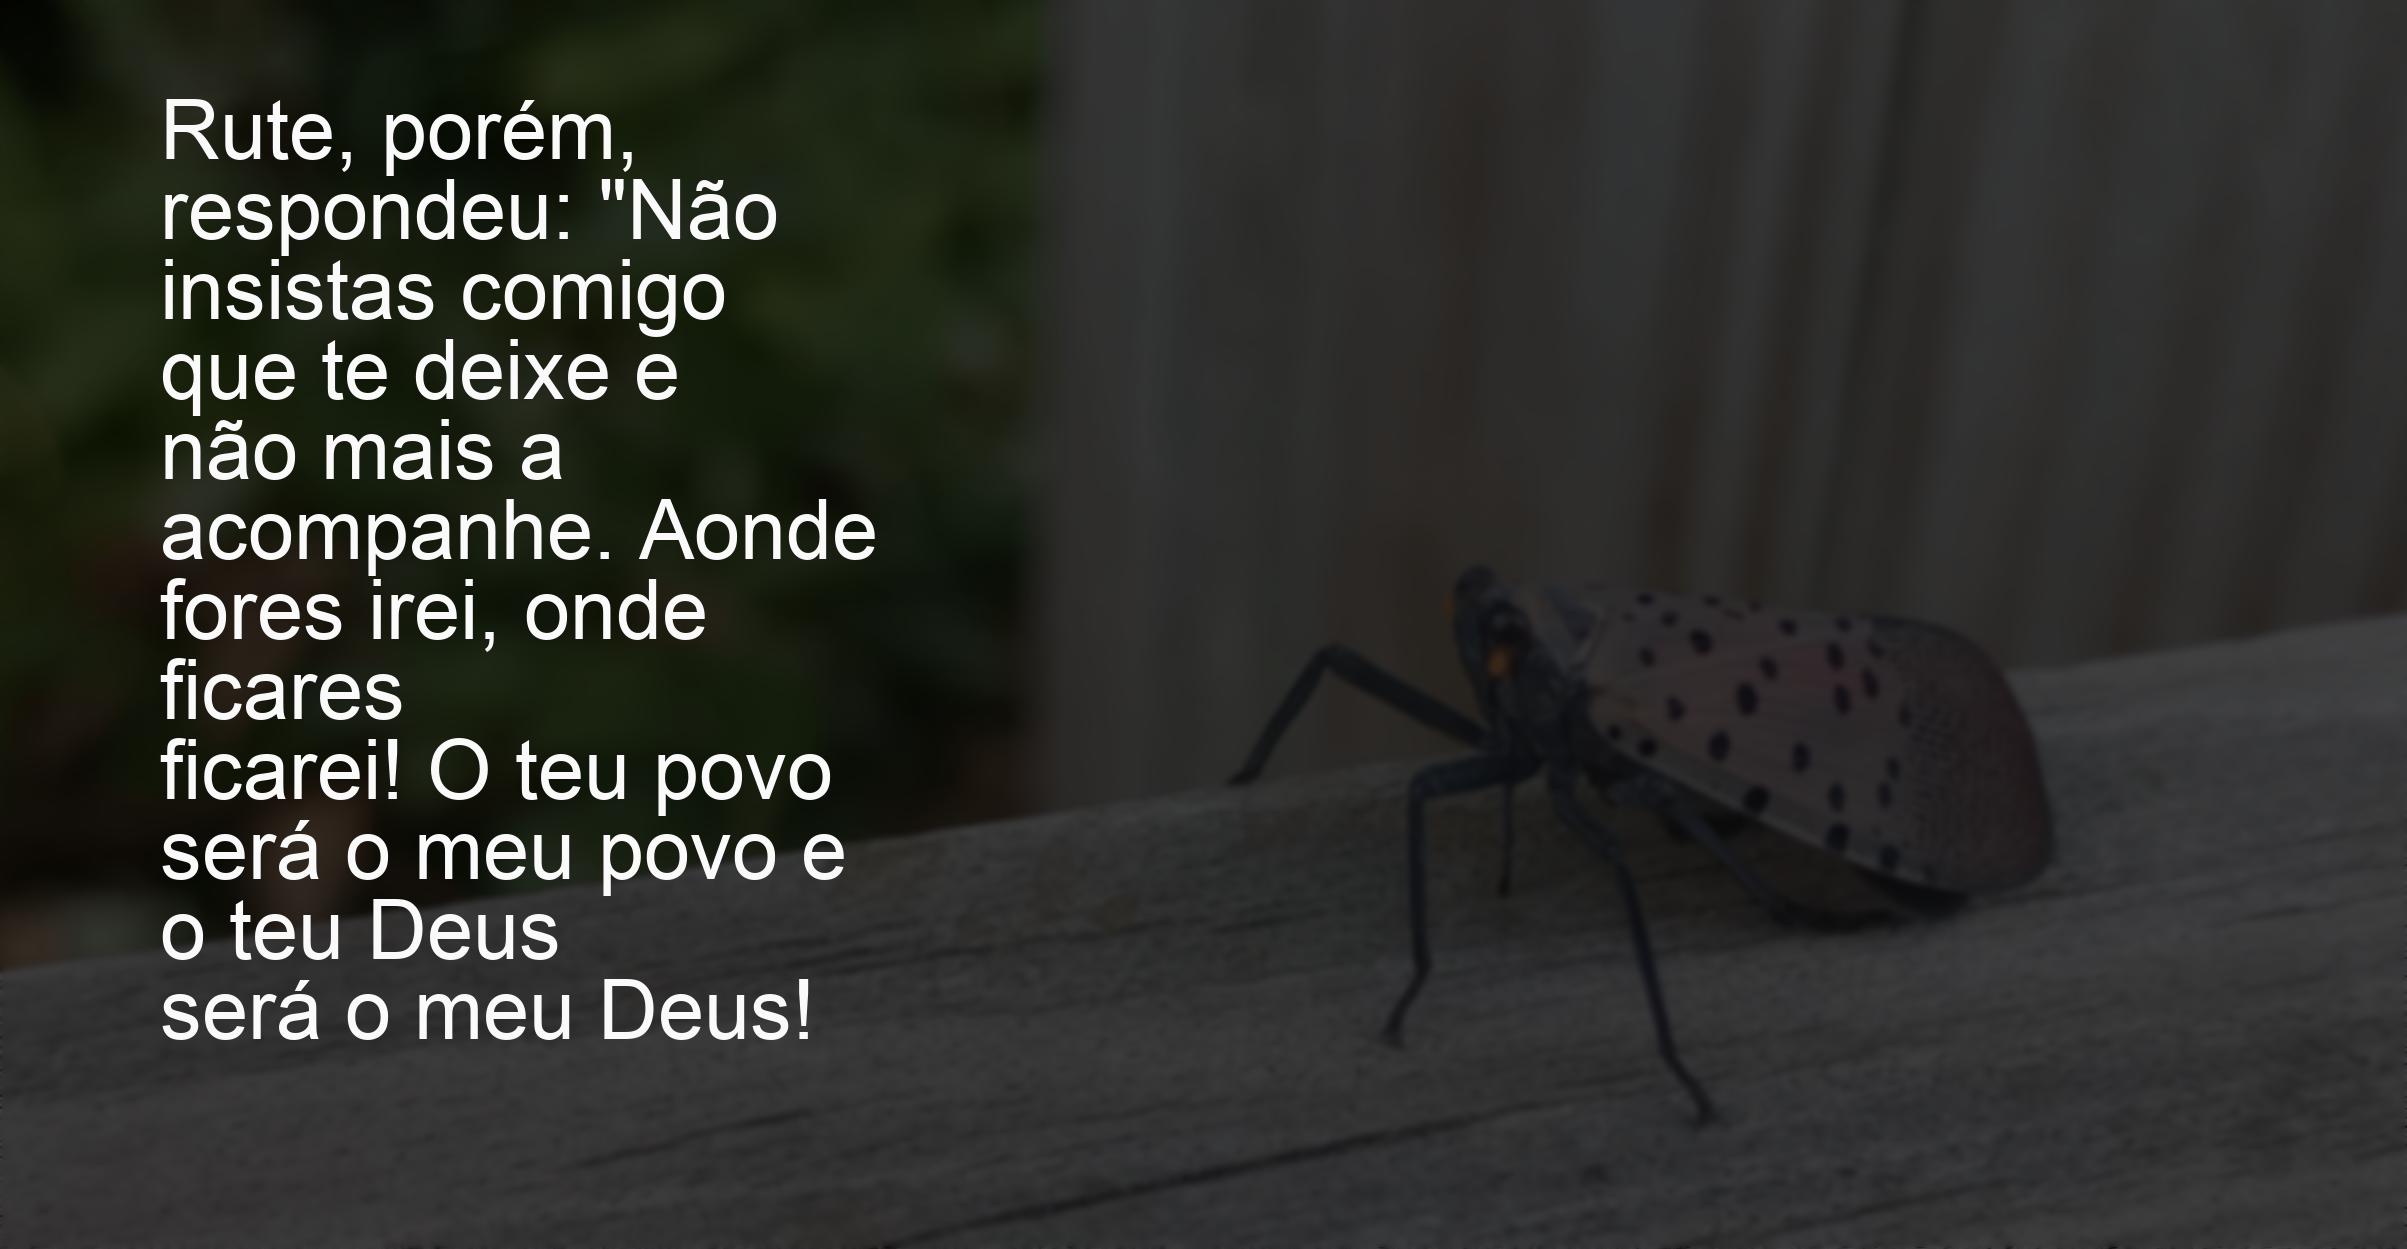 Rute, porém,
respondeu: "Não
insistas comigo
que te deixe e
não mais a
acompanhe. Aonde
fores irei, onde
ficares
ficarei! O teu povo
será o meu povo e
o teu Deus
será o meu Deus!